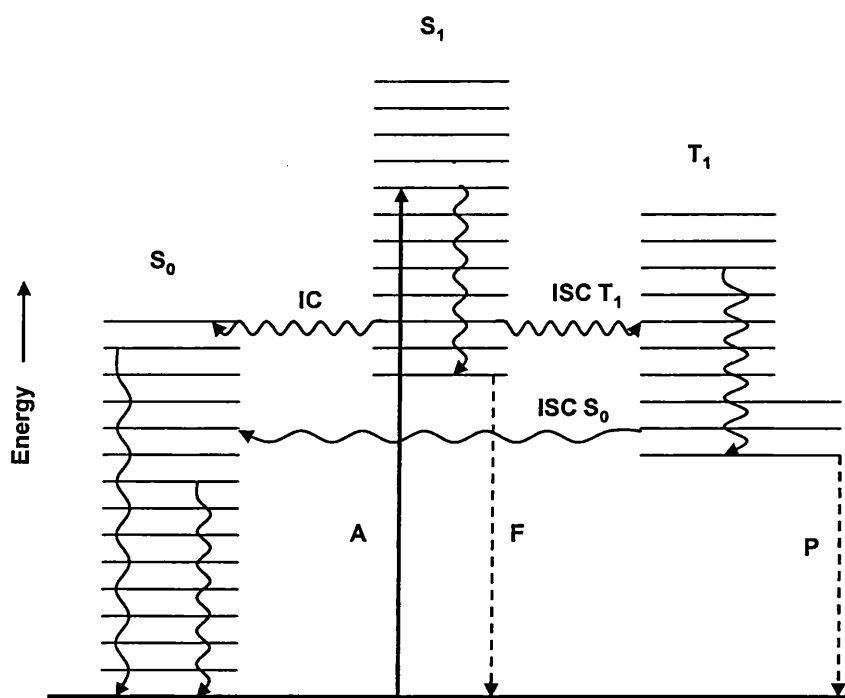 S₁
T₁
S₀
IC
ISC T₁
ISC S₀
Energy
A
F
P